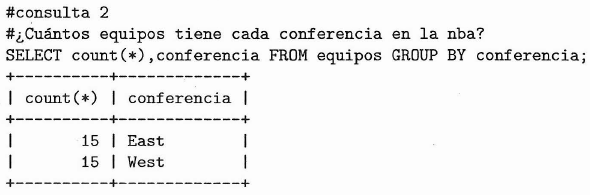 #consulta 2
#¿Cuántos equipos tiene cada conferencia en la nba?
SELECT count(*),conferencia FROM equipos GROUP BY conferencia;
+----------+-------------+
| count(*) | conferencia |
+----------+-------------+
|       15 | East        |
|       15 | West        |
+----------+-------------+